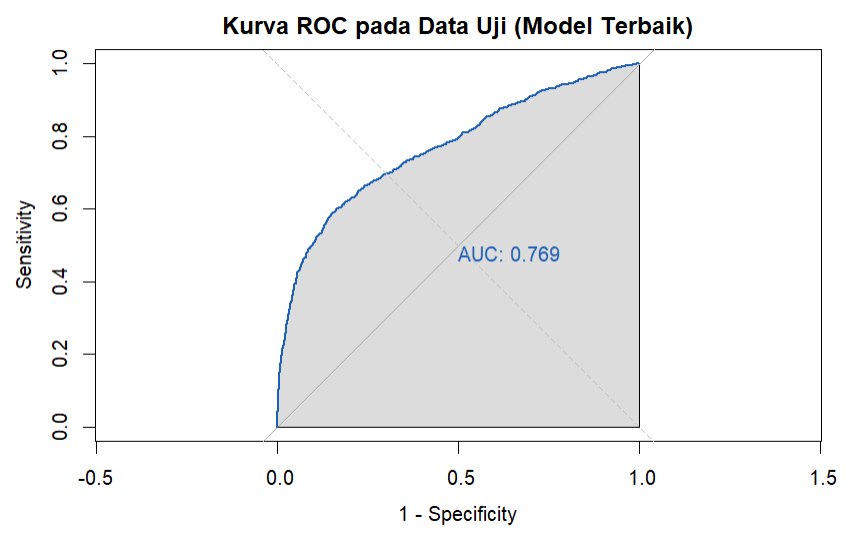 Kurva ROC pada Data Uji (Model Terbaik)
Sensitivity
1.0
0.8
0.6
0.4
0.2
0.0
AUC: 0.769
-0.5 0.0 0.5 1.0 1.5
1 - Specificity